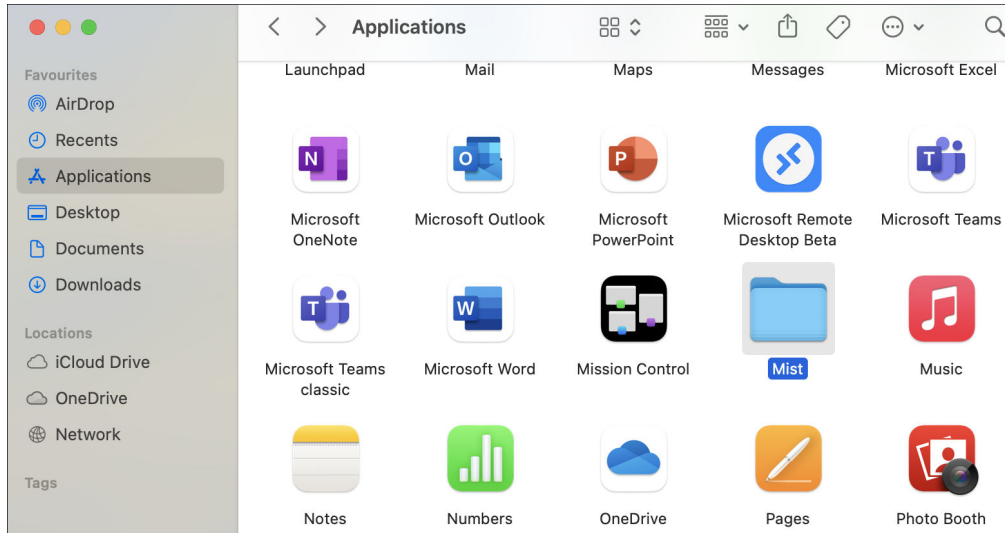 Applications
Favourites
AirDrop
Recents
Applications
Desktop
Documents
Downloads
Locations
iCloud Drive
OneDrive
Network
Tags
Launchpad
Mail
Maps
Messages
Microsoft Excel
N
O
P
T
Microsoft
OneNote
Microsoft Outlook
Microsoft
PowerPoint
Microsoft Remote
Desktop Beta
Microsoft Teams
T
W
Microsoft Teams
classic
Microsoft Word
Mission Control
Mist
Music
Notes
Numbers
OneDrive
Pages
Photo Booth